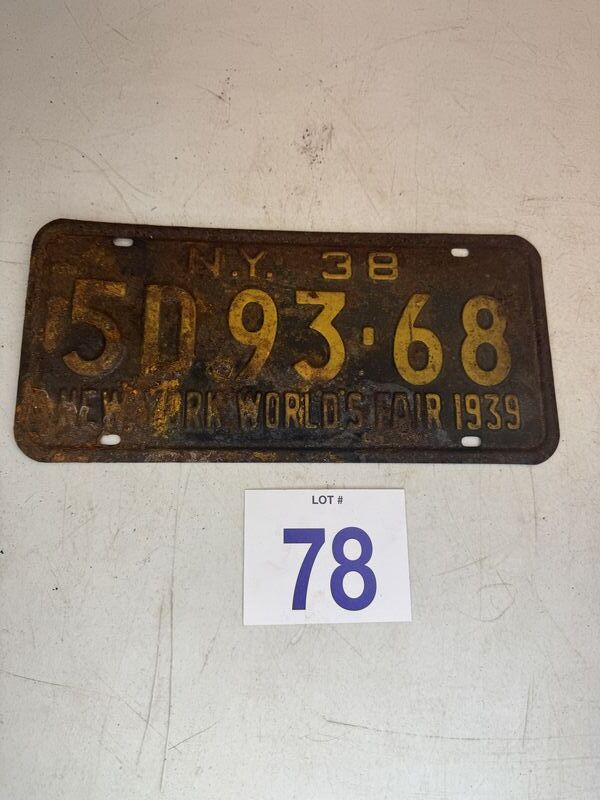 N.Y. 38
5D 93·68
NEW YORK WORLD'S FAIR 1939
LOT #
78